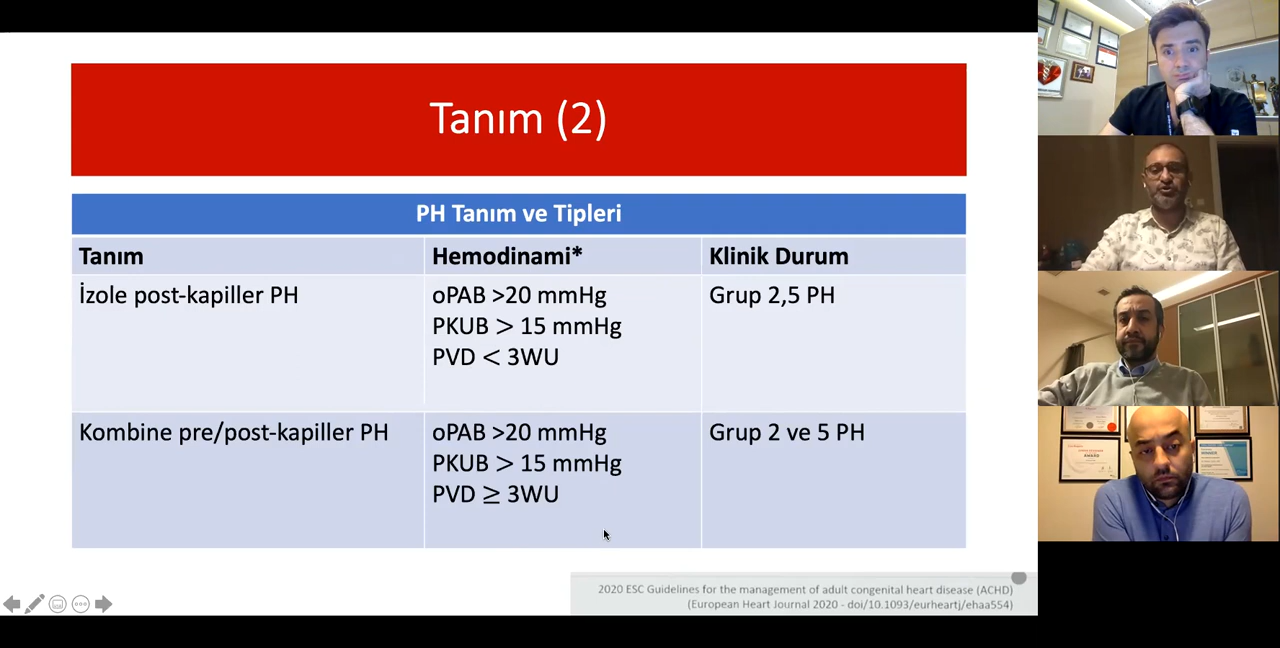 Tanım (2)
PH Tanım ve Tipleri
Tanım
Hemodinami*
Klinik Durum
İzole post-kapiller PH
oPAB >20 mmHg
PKUB > 15 mmHg
PVD < 3WU
Grup 2,5 PH
Kombine pre/post-kapiller PH
oPAB >20 mmHg
PKUB > 15 mmHg
PVD ≥ 3WU
Grup 2 ve 5 PH
2020 ESC Guidelines for the management of adult congenital heart disease (ACHD)
(European Heart Journal 2020 - doi/10.1093/eurheartj/ehaa554)